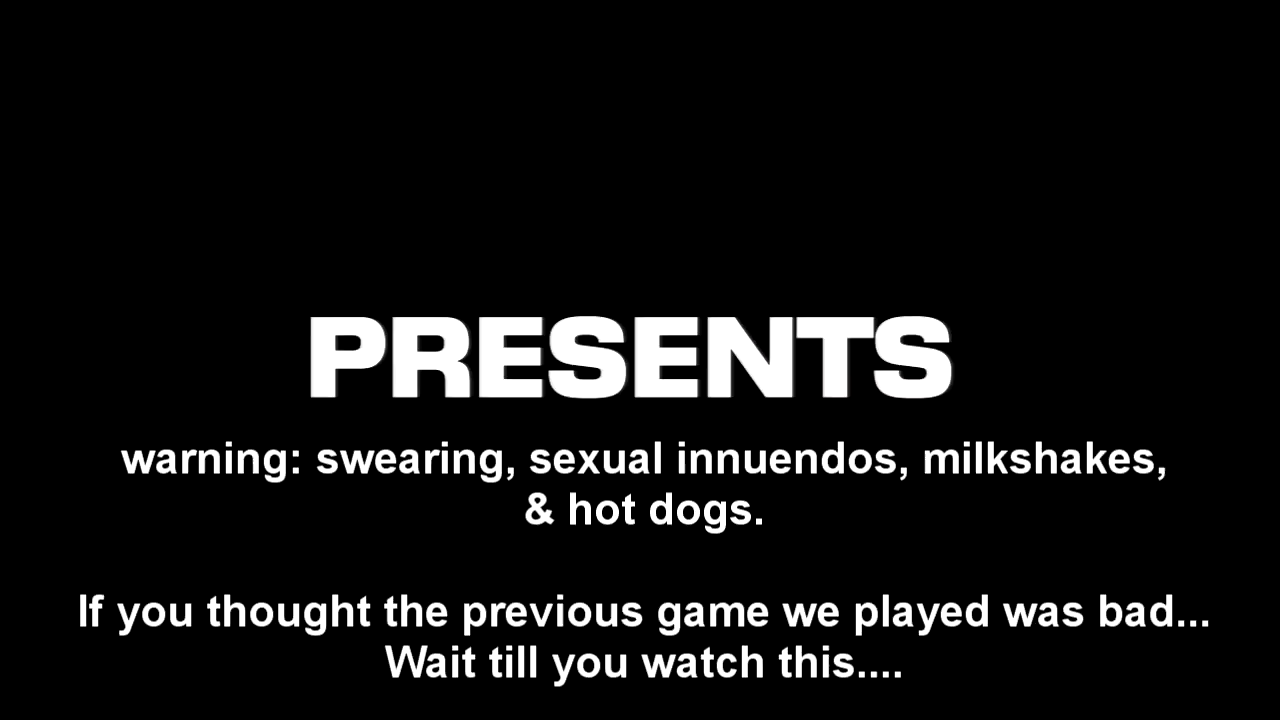 PRESENTS
warning: swearing, sexual innuendos, milkshakes,
& hot dogs.
If you thought the previous game we played was bad...
Wait till you watch this....